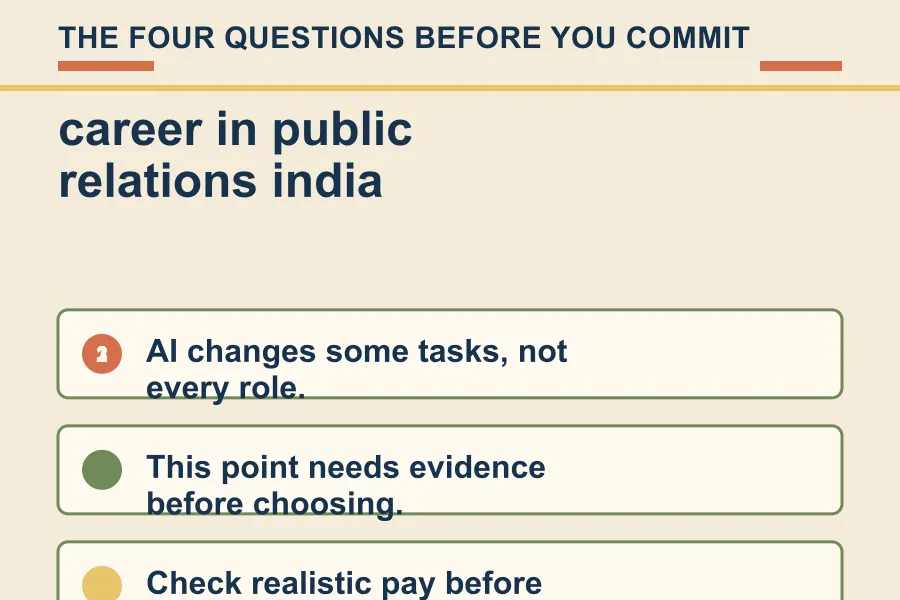 THE FOUR QUESTIONS BEFORE YOU COMMIT
career in public
relations india
AI changes some tasks, not
every role.
This point needs evidence
before choosing.
Check realistic pay before